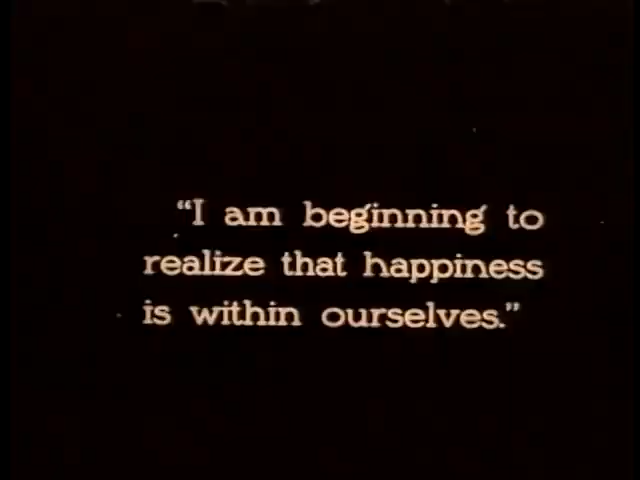 “I am beginning to
realize that happiness
is within ourselves.”